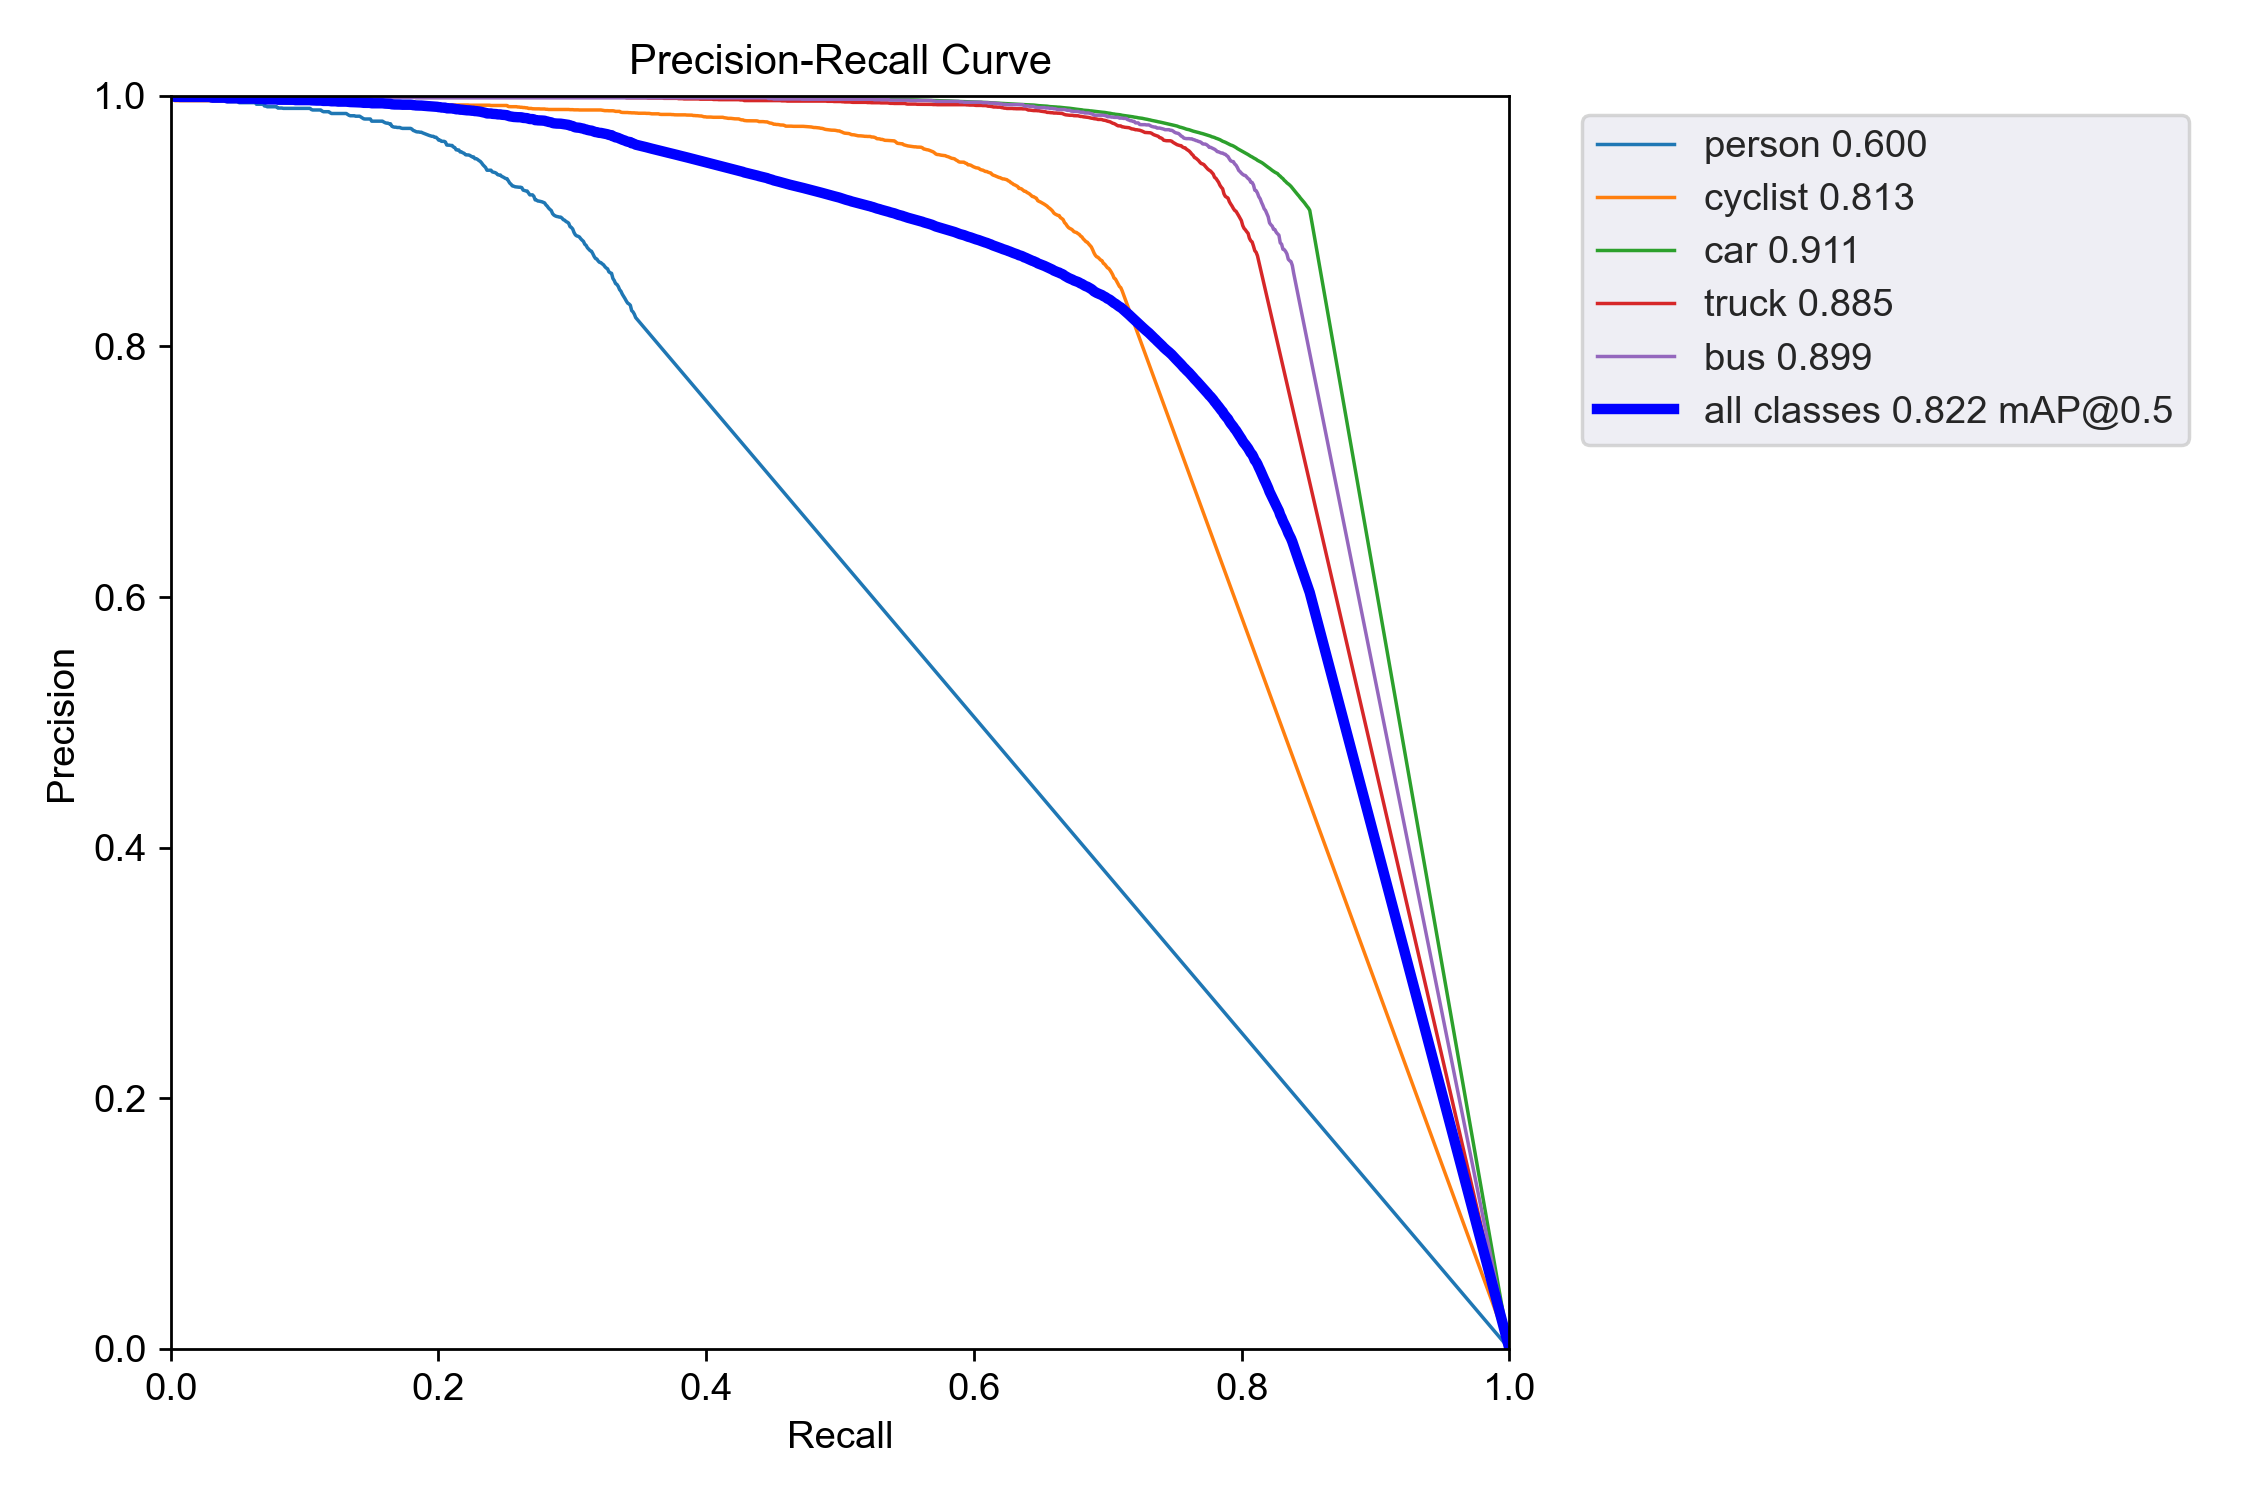 Precision-Recall Curve
1.0
0.8
0.6
0.4
0.2
0.0
Precision
0.0 0.2 0.4 0.6 0.8 1.0
Recall
person 0.600
cyclist 0.813
car 0.911
truck 0.885
bus 0.899
all classes 0.822 mAP@0.5